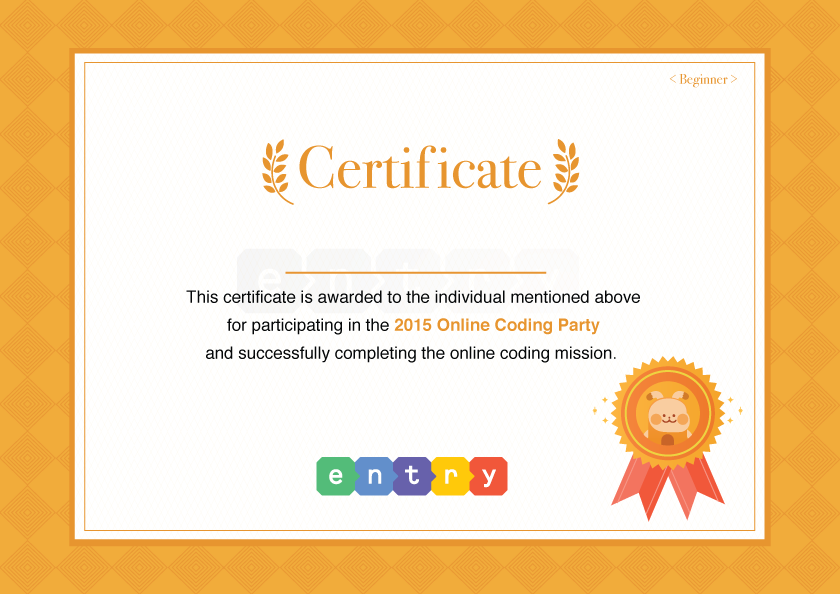 < Beginner >
Certificate
This certificate is awarded to the individual mentioned above
for participating in the 2015 Online Coding Party
and successfully completing the online coding mission.
entry